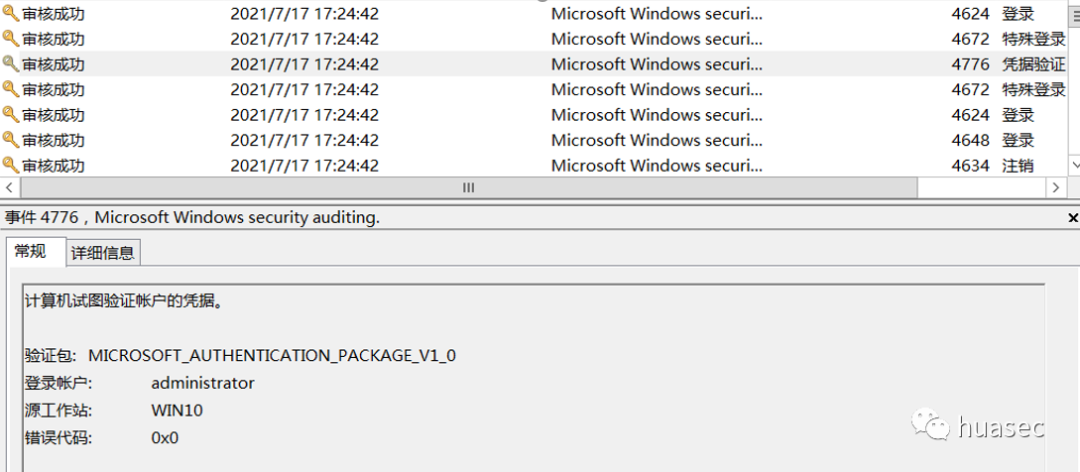 审核成功 2021/7/17 17:24:42 Microsoft Windows securi... 4624 登录
审核成功 2021/7/17 17:24:42 Microsoft Windows securi... 4672 特殊登录
审核成功 2021/7/17 17:24:42 Microsoft Windows securi... 4776 凭据验证
审核成功 2021/7/17 17:24:42 Microsoft Windows securi... 4672 特殊登录
审核成功 2021/7/17 17:24:42 Microsoft Windows securi... 4624 登录
审核成功 2021/7/17 17:24:42 Microsoft Windows securi... 4648 登录
审核成功 2021/7/17 17:24:42 Microsoft Windows securi... 4634 注销
事件 4776，Microsoft Windows security auditing.
常规 详细信息
计算机试图验证帐户的凭据。
验证包: MICROSOFT_AUTHENTICATION_PACKAGE_V1_0
登录帐户: administrator
源工作站: WIN10
错误代码: 0x0
huasec